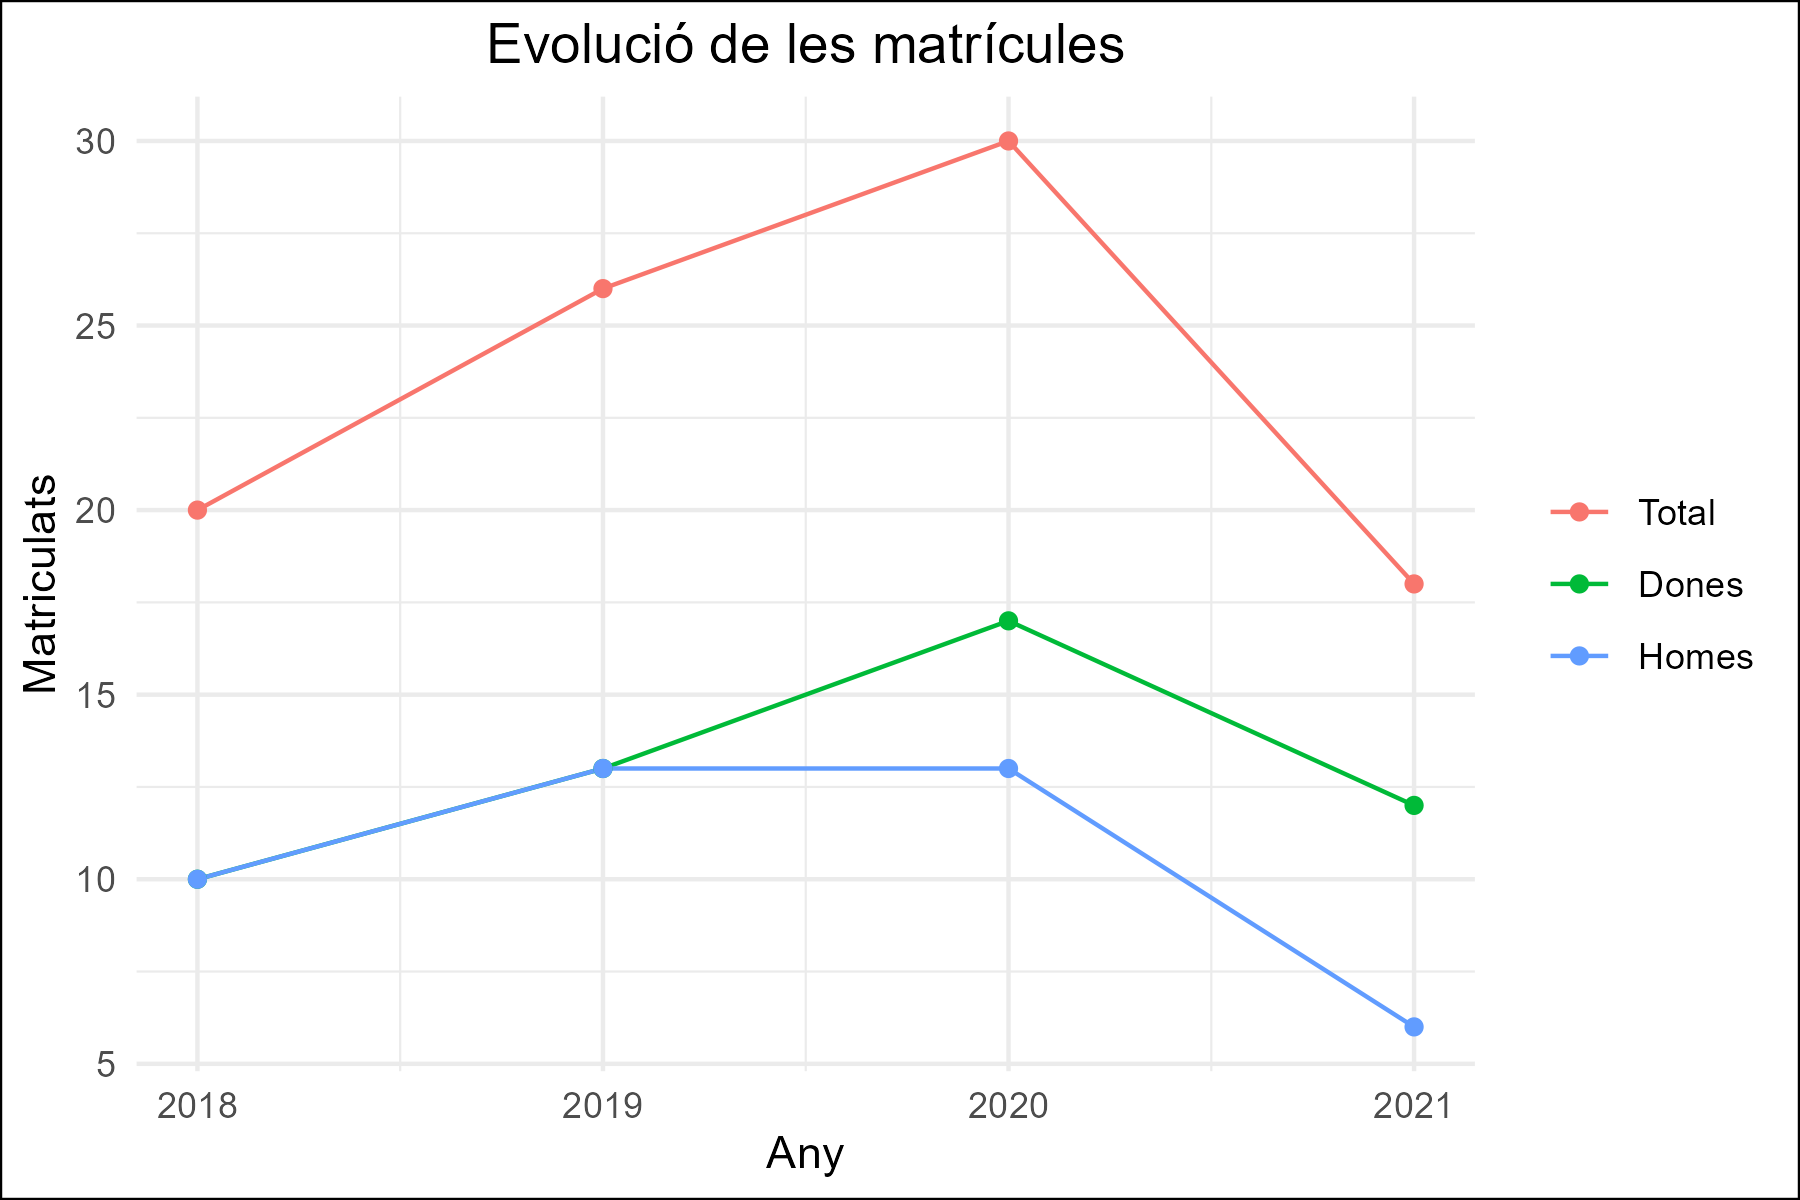 Evolució de les matrícules
Matriculats
30
25
20
15
10
5
2018 2019 2020 2021
Any
Total
Dones
Homes